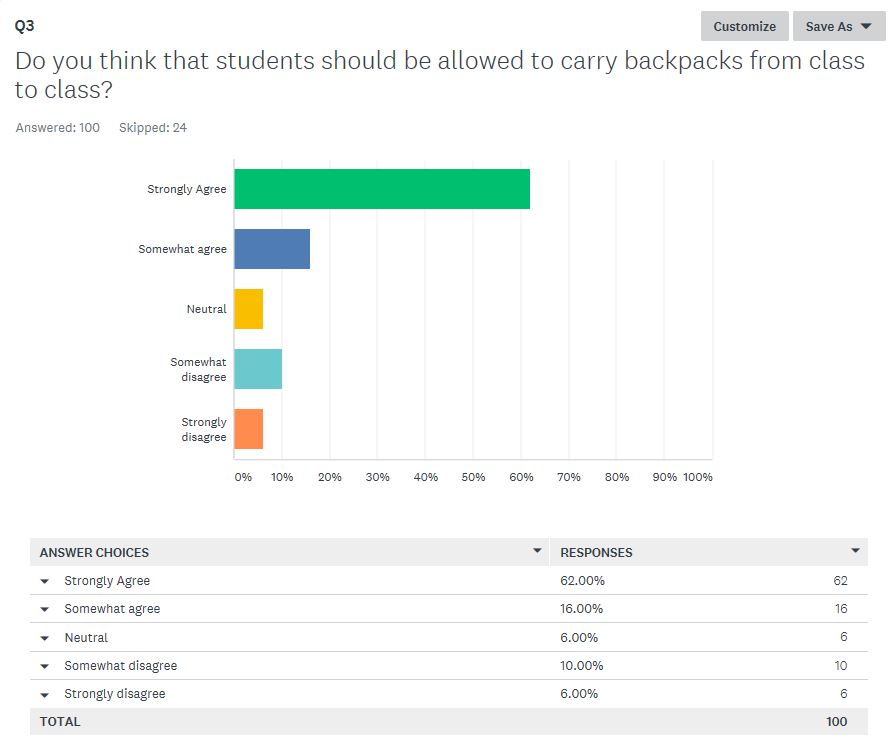 Q3
Customize
Save As
Do you think that students should be allowed to carry backpacks from class
to class?
Answered: 100 Skipped: 24
Strongly Agree
Somewhat agree
Neutral
Somewhat
disagree
Strongly
disagree
0% 10% 20% 30% 40% 50% 60% 70% 80% 90% 100%
ANSWER CHOICES RESPONSES
Strongly Agree 62.00% 62
Somewhat agree 16.00% 16
Neutral 6.00% 6
Somewhat disagree 10.00% 10
Strongly disagree 6.00% 6
TOTAL 100